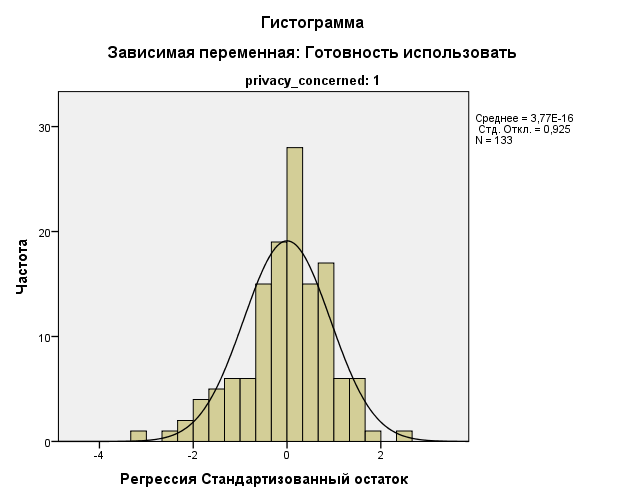 Гистограмма
Зависимая переменная: Готовность использовать
privacy_concerned: 1
Среднее = 3,77E-16
Стд. Откл. = 0,925
N = 133
Частота
30
20
10
0
-4
-2
0
2
Регрессия Стандартизованный остаток